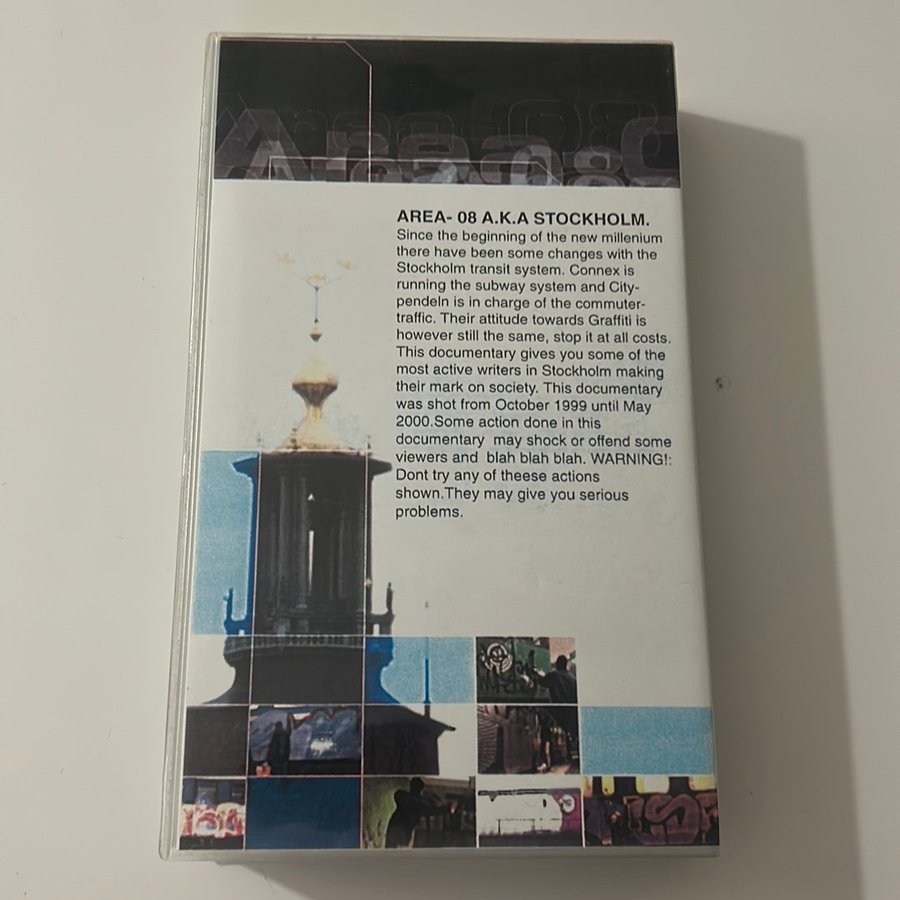 Area-08
AREA- 08 A.K.A STOCKHOLM.
Since the beginning of the new millenium
there have been some changes with the
Stockholm transit system. Connex is
running the subway system and City-
pendeln is in charge of the commuter-
traffic. Their attitude towards Graffiti is
however still the same, stop it at all costs.
This documentary gives you some of the
most active writers in Stockholm making
their mark on society. This documentary
was shot from October 1999 until May
2000.Some action done in this
documentary  may shock or offend some
viewers and  blah blah blah. WARNING!:
Dont try any of theese actions
shown.They may give you serious
problems.